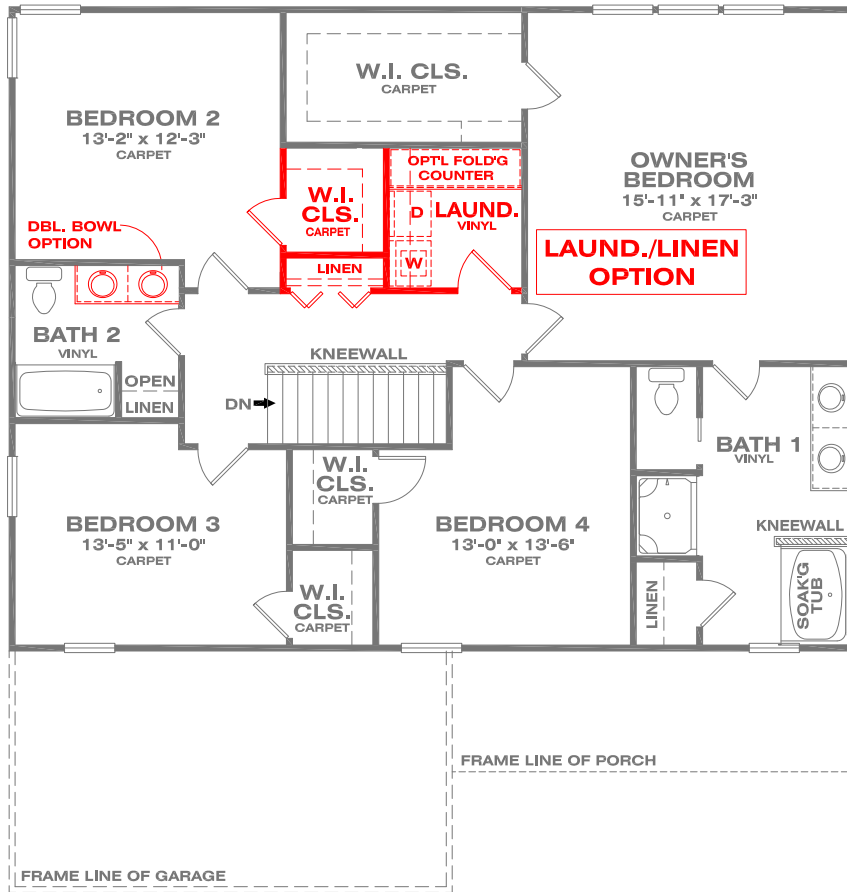 W.I. CLS.
CARPET
BEDROOM 2
13'-2" x 12'-3"
CARPET
OPT'L FOLD'G
COUNTER
OWNER'S
BEDROOM
15'-11" x 17'-3"
CARPET
W.I.
CLS.
CARPET
D
LAUND.
VINYL
W
DBL. BOWL
OPTION
LAUND./LINEN
OPTION
LINEN
BATH 2
VINYL
KNEEWALL
OPEN
LINEN
DN
BATH 1
VINYL
W.I.
CLS.
CARPET
BEDROOM 3
13'-5" x 11'-0"
CARPET
BEDROOM 4
13'-0" x 13'-6"
CARPET
KNEEWALL
W.I.
CLS.
CARPET
LINEN
SOAK'G
TUB
FRAME LINE OF PORCH
FRAME LINE OF GARAGE